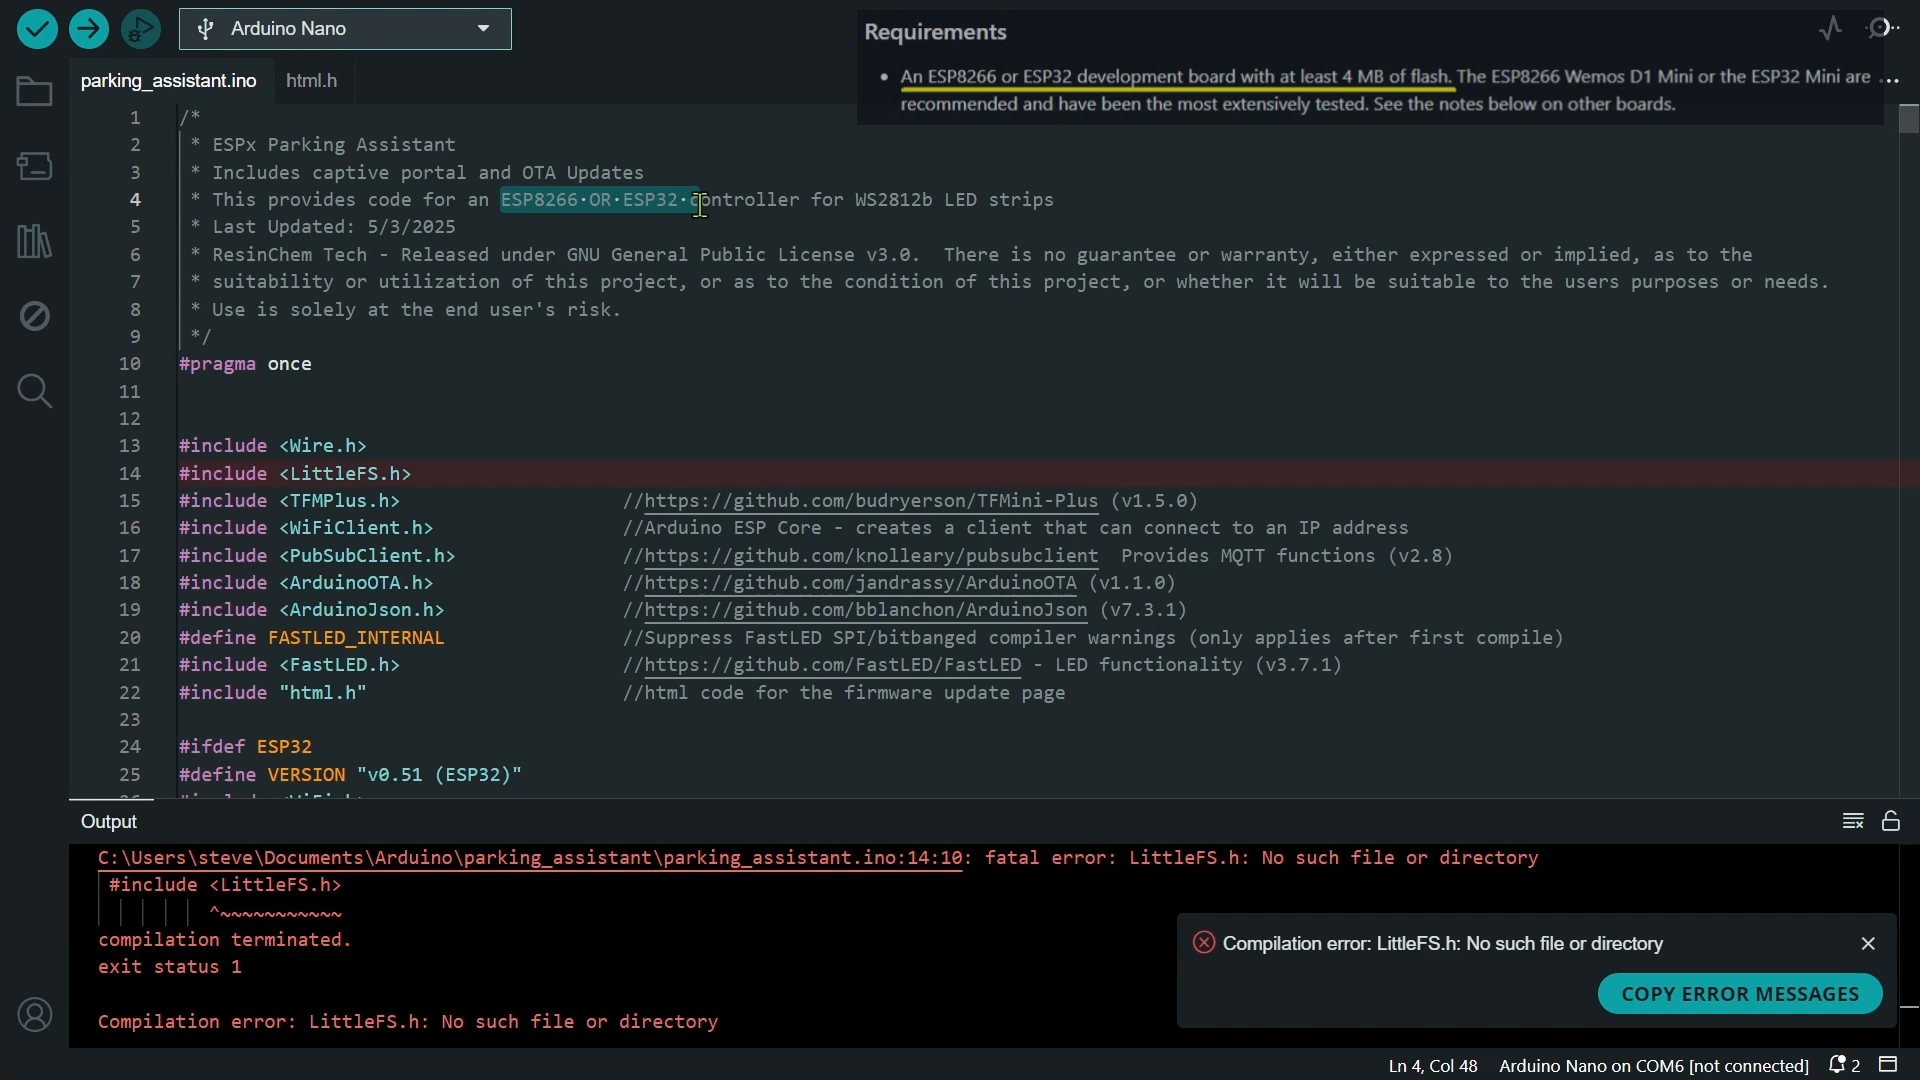 Arduino Nano
Requirements
• An ESP8266 or ESP32 development board with at least 4 MB of flash. The ESP8266 Wemos D1 Mini or the ESP32 Mini are
recommended and have been the most extensively tested. See the notes below on other boards.
parking_assistant.ino html.h
1 /*
2 * ESPx Parking Assistant
3 * Includes captive portal and OTA Updates
4 * This provides code for an ESP8266·OR·ESP32·controller for WS2812b LED strips
5 * Last Updated: 5/3/2025
6 * ResinChem Tech - Released under GNU General Public License v3.0.  There is no guarantee or warranty, either expressed or implied, as to the
7 * suitability or utilization of this project, or as to the condition of this project, or whether it will be suitable to the users purposes or needs.
8 * Use is solely at the end user's risk.
9 */
10 #pragma once
11
12
13 #include <Wire.h>
14 #include <LittleFS.h>
15 #include <TFMPlus.h> //https://github.com/budryerson/TFMini-Plus (v1.5.0)
16 #include <WiFiClient.h> //Arduino ESP Core - creates a client that can connect to an IP address
17 #include <PubSubClient.h> //https://github.com/knolleary/pubsubclient  Provides MQTT functions (v2.8)
18 #include <ArduinoOTA.h> //https://github.com/jandrassy/ArduinoOTA (v1.1.0)
19 #include <ArduinoJson.h> //https://github.com/bblanchon/ArduinoJson (v7.3.1)
20 #define FASTLED_INTERNAL //Suppress FastLED SPI/bitbanged compiler warnings (only applies after first compile)
21 #include <FastLED.h> //https://github.com/FastLED/FastLED - LED functionality (v3.7.1)
22 #include "html.h" //html code for the firmware update page
23
24 #ifdef ESP32
25 #define VERSION "v0.51 (ESP32)"
Output
C:\Users\steve\Documents\Arduino\parking_assistant\parking_assistant.ino:14:10: fatal error: LittleFS.h: No such file or directory
#include <LittleFS.h>
^~~~~~~~~~~~
compilation terminated.
exit status 1
Compilation error: LittleFS.h: No such file or directory
Compilation error: LittleFS.h: No such file or directory
COPY ERROR MESSAGES
Ln 4, Col 48 Arduino Nano on COM6 [not connected] 2